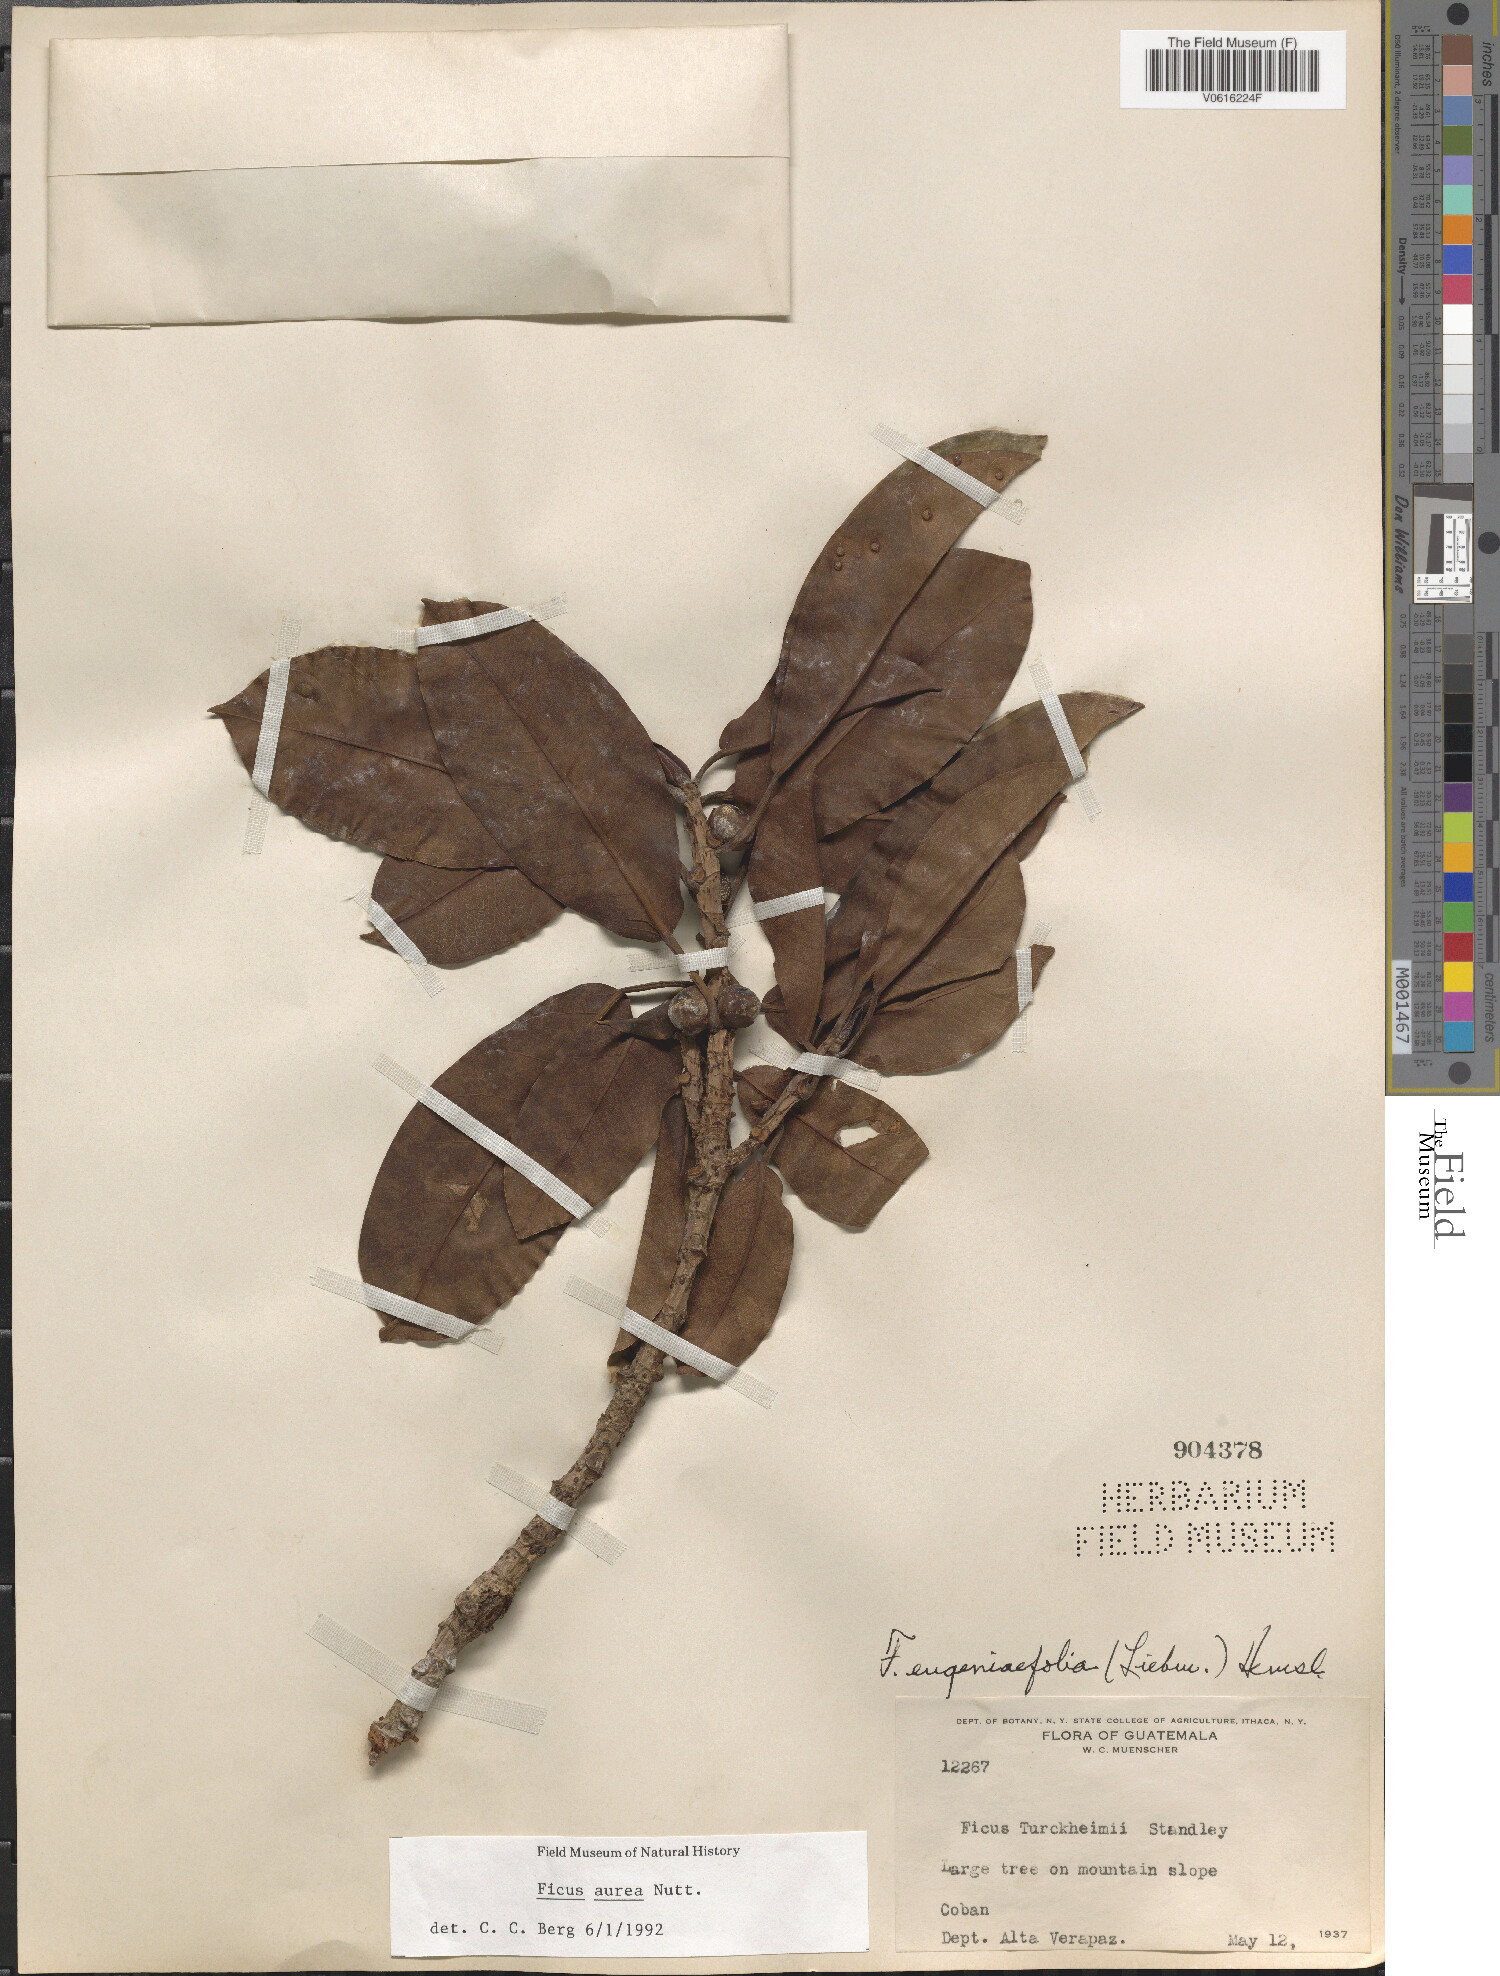 The Field Museum (F)
V0616224F
inches
Density
Don Williams
M001467
centimeters
The Field
Museum
904378
HERBARIUM
FIELD MUSEUM
F. eugeniaefolia (Liebm.) Hemsl.
DEPT. OF BOTANY, N. Y. STATE COLLEGE OF AGRICULTURE, ITHACA, N. Y.
FLORA OF GUATEMALA
W. C. MUENSCHER
12267
Ficus Turckheimii Standley
Large tree on mountain slope
Coban
Dept. Alta Verapaz. May 12, 1937
Field Museum of Natural History
Ficus aurea Nutt.
det. C. C. Berg 6/1/1992